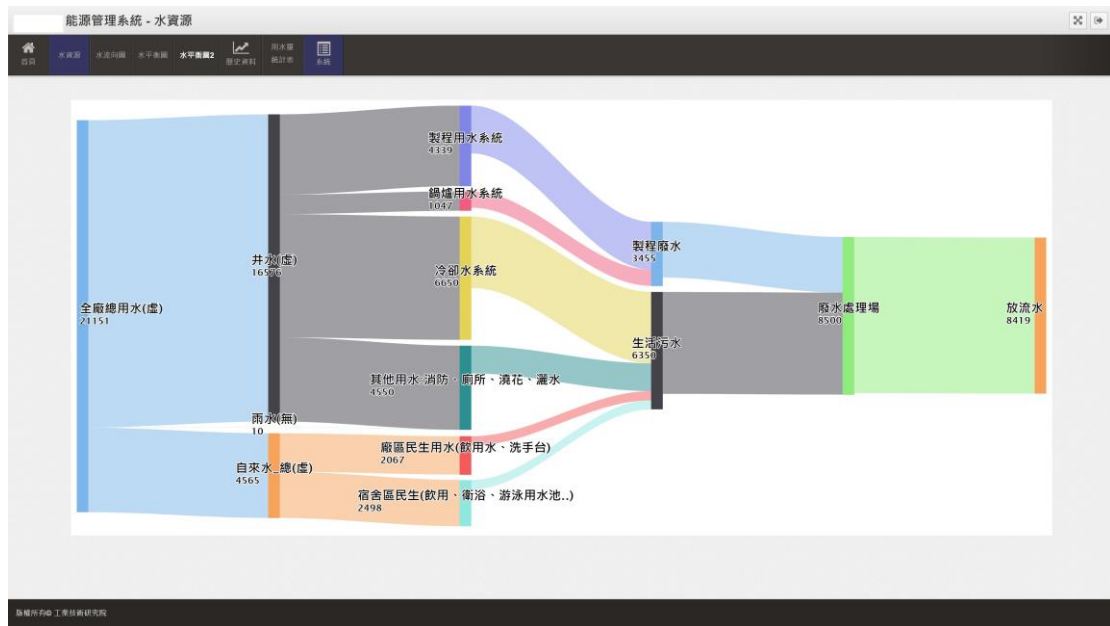 能源管理系統 - 水資源
首頁
水資源
水流向圖
水平衡圖
水平衡圖2
歷史資料
用水量
統計表
系統
製程用水系統
4339
鍋爐用水系統
1047
井水(虛)
16576
冷卻水系統
6650
製程廢水
3455
全廠總用水(虛)
21151
廢水處理場
8500
放流水
8419
生活污水
6350
其他用水-消防、廁所、澆花、灑水
4550
雨水(無)
10
廠區民生用水(飲用水、洗手台)
2067
自來水_總(虛)
4565
宿舍區民生(飲用、衛浴、游泳用水池..)
2498
版權所有© 工業技術研究院